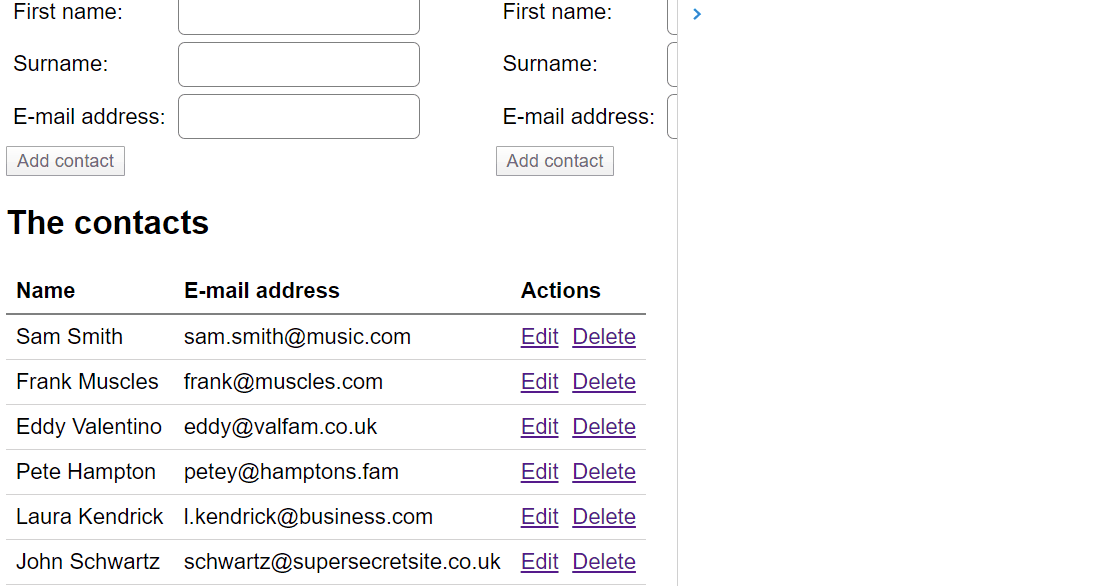 First name: First name:
Surname: Surname:
E-mail address: E-mail address:
Add contact Add contact
The contacts
Name E-mail address Actions
Sam Smith sam.smith@music.com Edit Delete
Frank Muscles frank@muscles.com Edit Delete
Eddy Valentino eddy@valfam.co.uk Edit Delete
Pete Hampton petey@hamptons.fam Edit Delete
Laura Kendrick l.kendrick@business.com Edit Delete
John Schwartz schwartz@supersecretsite.co.uk Edit Delete